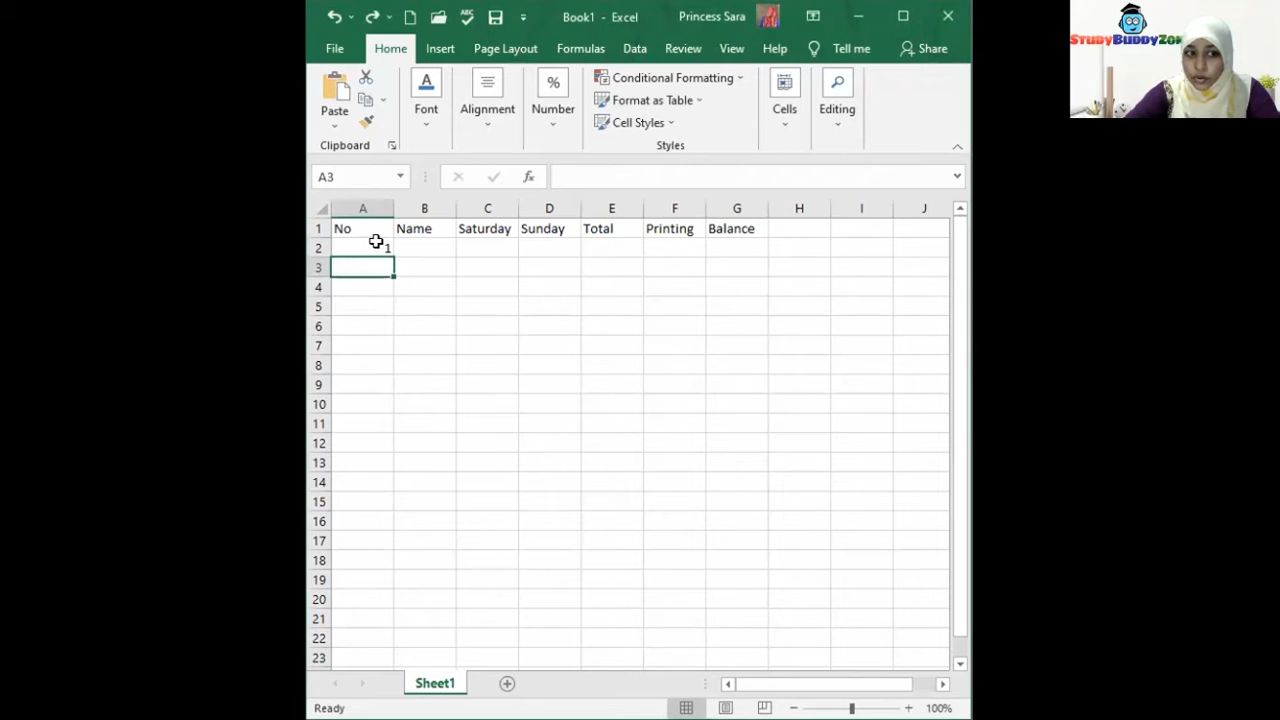 Book1 - Excel
Princess Sara
STUDYBUDDYZON
File Home Insert Page Layout Formulas Data Review View Help Tell me Share
Paste
Font
Alignment
%
Number
Conditional Formatting
Format as Table
Cell Styles
Cells
Editing
Clipboard
Styles
A3
fx
A B C D E F G H I J
1 No Name Saturday Sunday Total Printing Balance
2 1
3
4
5
6
7
8
9
10
11
12
13
14
15
16
17
18
19
20
21
22
23
Sheet1
Ready
100%